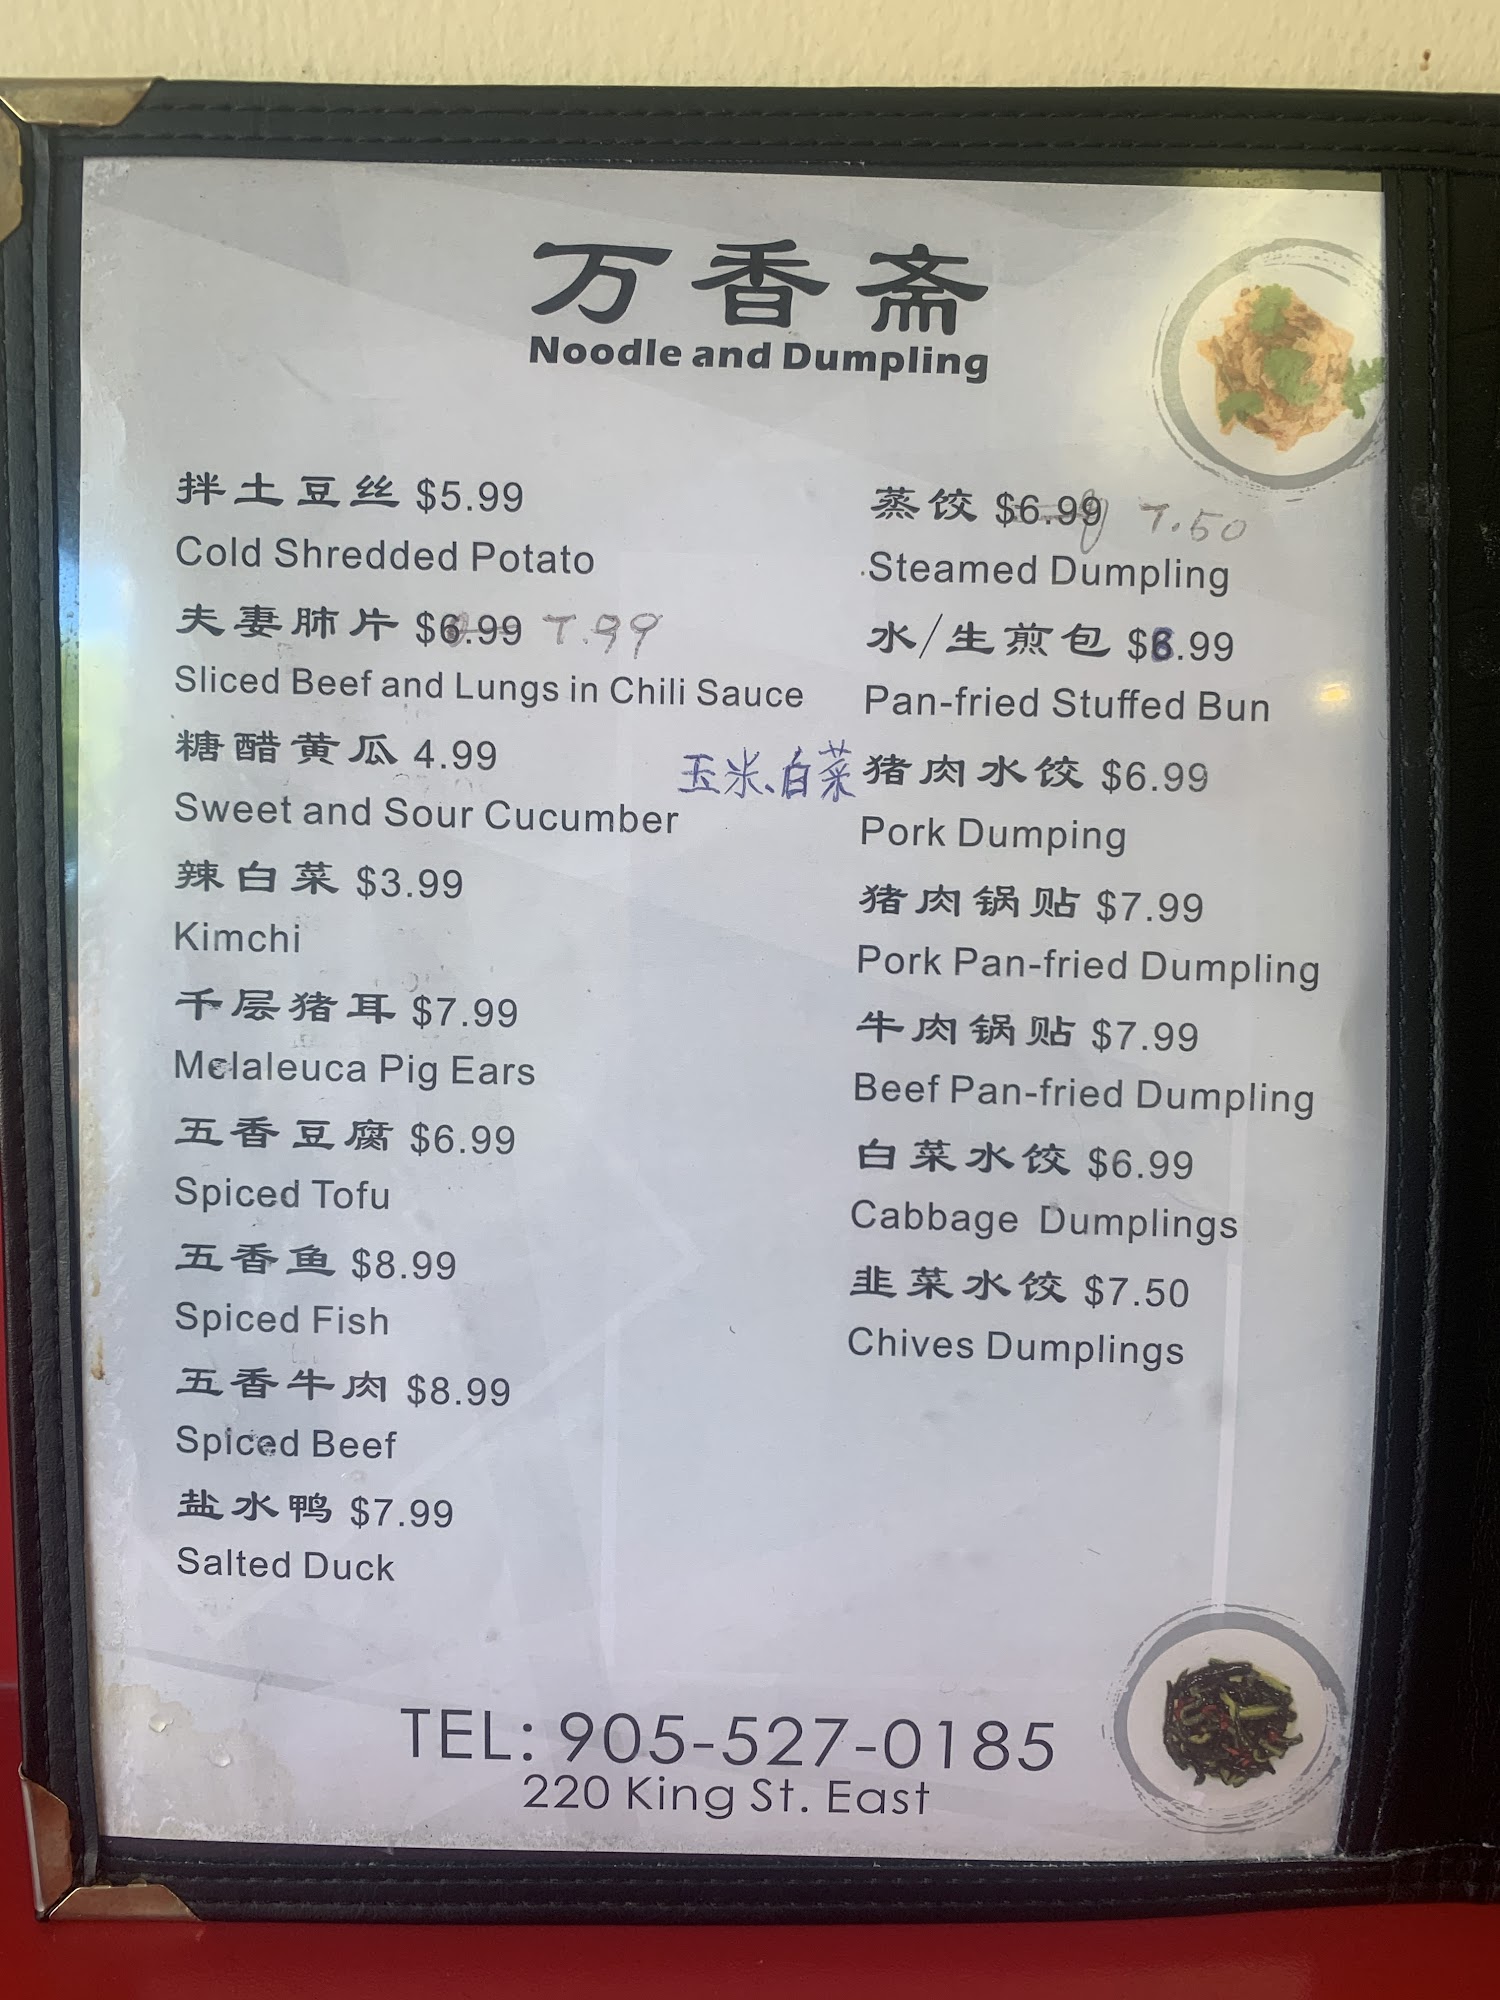 万香斋
Noodle and Dumpling
拌土豆丝 $5.99
Cold Shredded Potato
夫妻肺片 $6.99 7.99
Sliced Beef and Lungs in Chili Sauce
糖醋黄瓜 4.99
Sweet and Sour Cucumber
辣白菜 $3.99
Kimchi
千层猪耳 $7.99
Melaleuca Pig Ears
五香豆腐 $6.99
Spiced Tofu
五香鱼 $8.99
Spiced Fish
五香牛肉 $8.99
Spiced Beef
盐水鸭 $7.99
Salted Duck
蒸饺 $6.99 7.50
Steamed Dumpling
水/生煎包
Pan-fried Stuffed Bun
玉米、白菜 猪肉水饺 $6.99
Pork Dumping
猪肉锅贴 $7.99
Pork Pan-fried Dumpling
牛肉锅贴 $7.99
Beef Pan-fried Dumpling
白菜水饺 $6.99
Cabbage Dumplings
韭菜水饺 $7.50
Chives Dumplings
TEL: 905-527-0185
220 King St. East